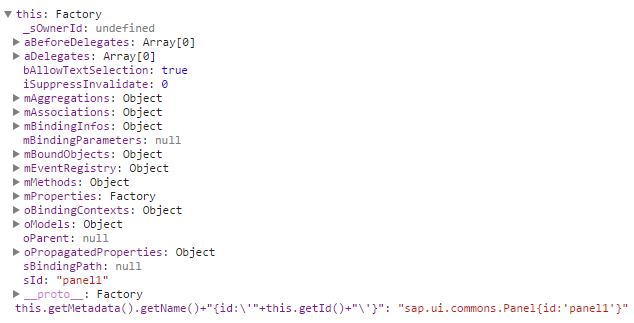 this: Factory
_sOwnerId: undefined
aBeforeDelegates: Array[0]
aDelegates: Array[0]
bAllowTextSelection: true
iSuppressInvalidate: 0
mAggregations: Object
mAssociations: Object
mBindingInfos: Object
mBindingParameters: null
mBoundObjects: Object
mEventRegistry: Object
mMethods: Object
mProperties: Factory
oBindingContexts: Object
oModels: Object
oParent: null
oPropagatedProperties: Object
sBindingPath: null
sId: "panel1"
__proto__: Factory
this.getMetadata().getName()+"{id:\'"+this.getId()+"\'}": "sap.ui.commons.Panel{id:'panel1'}"